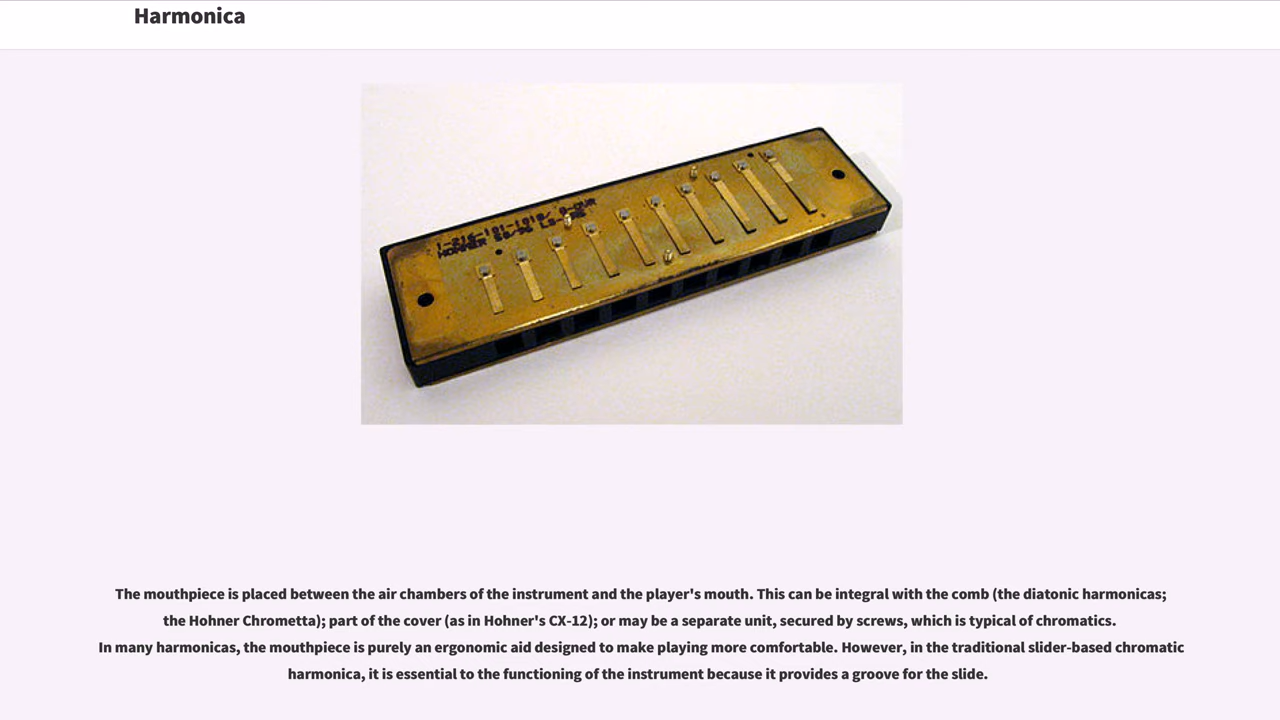 Harmonica
HOHNER
The mouthpiece is placed between the air chambers of the instrument and the player's mouth. This can be integral with the comb (the diatonic harmonicas;
the Hohner Chrometta); part of the cover (as in Hohner's CX-12); or may be a separate unit, secured by screws, which is typical of chromatics.
In many harmonicas, the mouthpiece is purely an ergonomic aid designed to make playing more comfortable. However, in the traditional slider-based chromatic
harmonica, it is essential to the functioning of the instrument because it provides a groove for the slide.